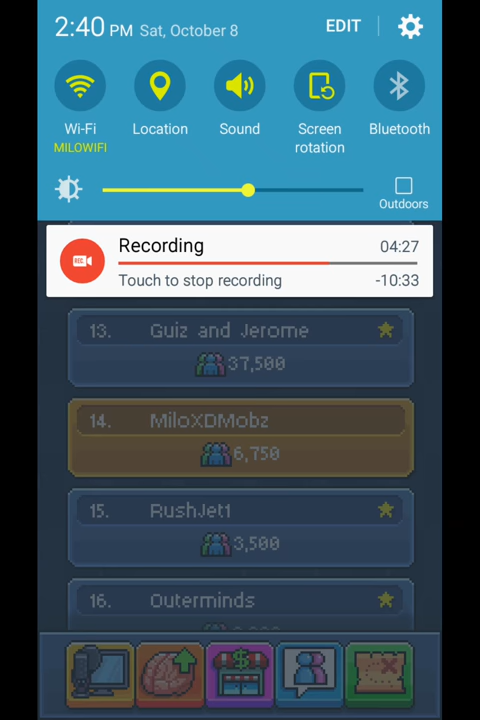 2:40 PM Sat, October 8 EDIT
Wi-Fi Location Sound Screen rotation Bluetooth
MILOWIFI
Outdoors
REC
Recording 04:27
Touch to stop recording -10:33
13. Guiz and Jerome
37,500
14. MiloXDMobz
6,750
15. RushJet1
3,500
16. Outerminds